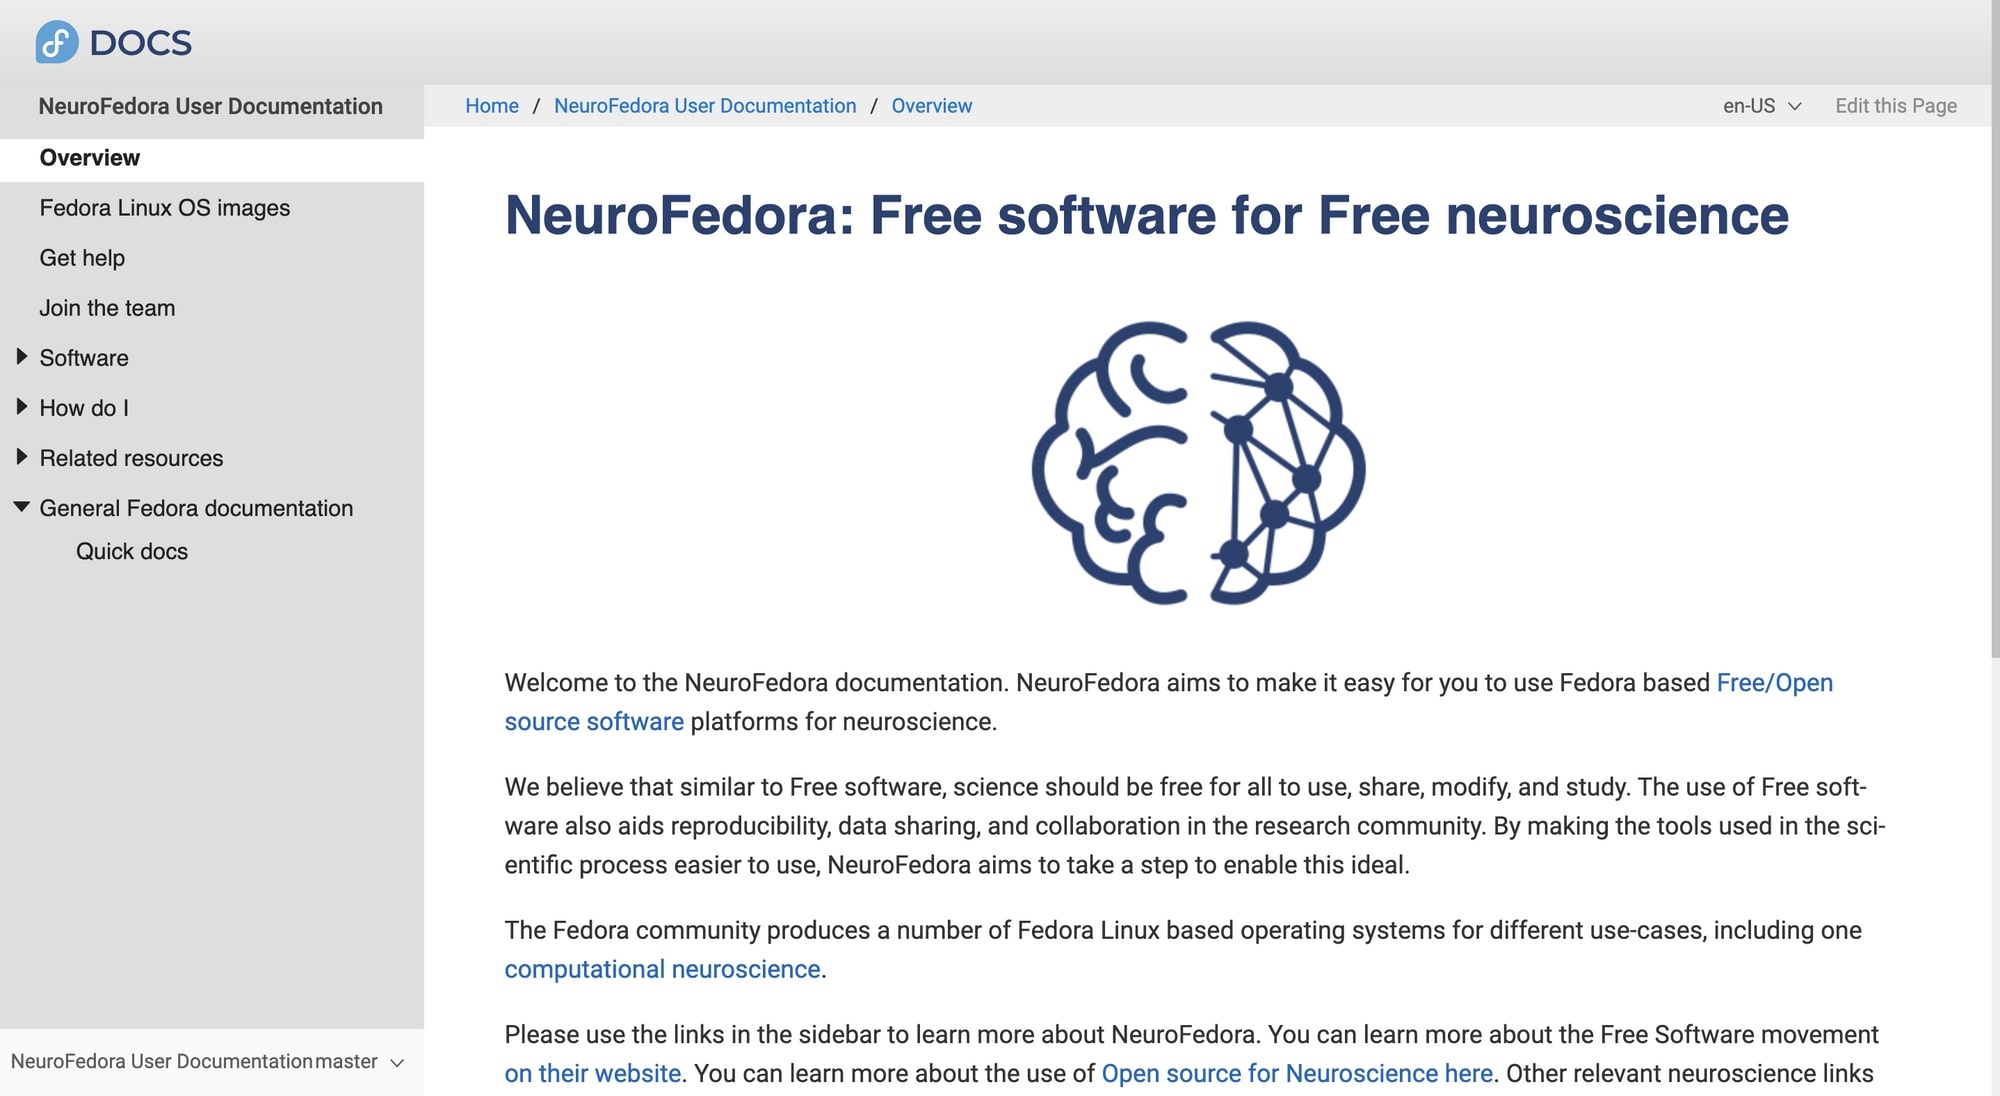 DOCS
NeuroFedora User Documentation
Home / NeuroFedora User Documentation / Overview
en-US
Edit this Page
Overview
Fedora Linux OS images
Get help
Join the team
Software
How do I
Related resources
General Fedora documentation
Quick docs
NeuroFedora User Documentation master
NeuroFedora: Free software for Free neuroscience
Welcome to the NeuroFedora documentation. NeuroFedora aims to make it easy for you to use Fedora based Free/Open
source software platforms for neuroscience.
We believe that similar to Free software, science should be free for all to use, share, modify, and study. The use of Free soft-
ware also aids reproducibility, data sharing, and collaboration in the research community. By making the tools used in the sci-
entific process easier to use, NeuroFedora aims to take a step to enable this ideal.
The Fedora community produces a number of Fedora Linux based operating systems for different use-cases, including one
computational neuroscience.
Please use the links in the sidebar to learn more about NeuroFedora. You can learn more about the Free Software movement
on their website. You can learn more about the use of Open source for Neuroscience here. Other relevant neuroscience links